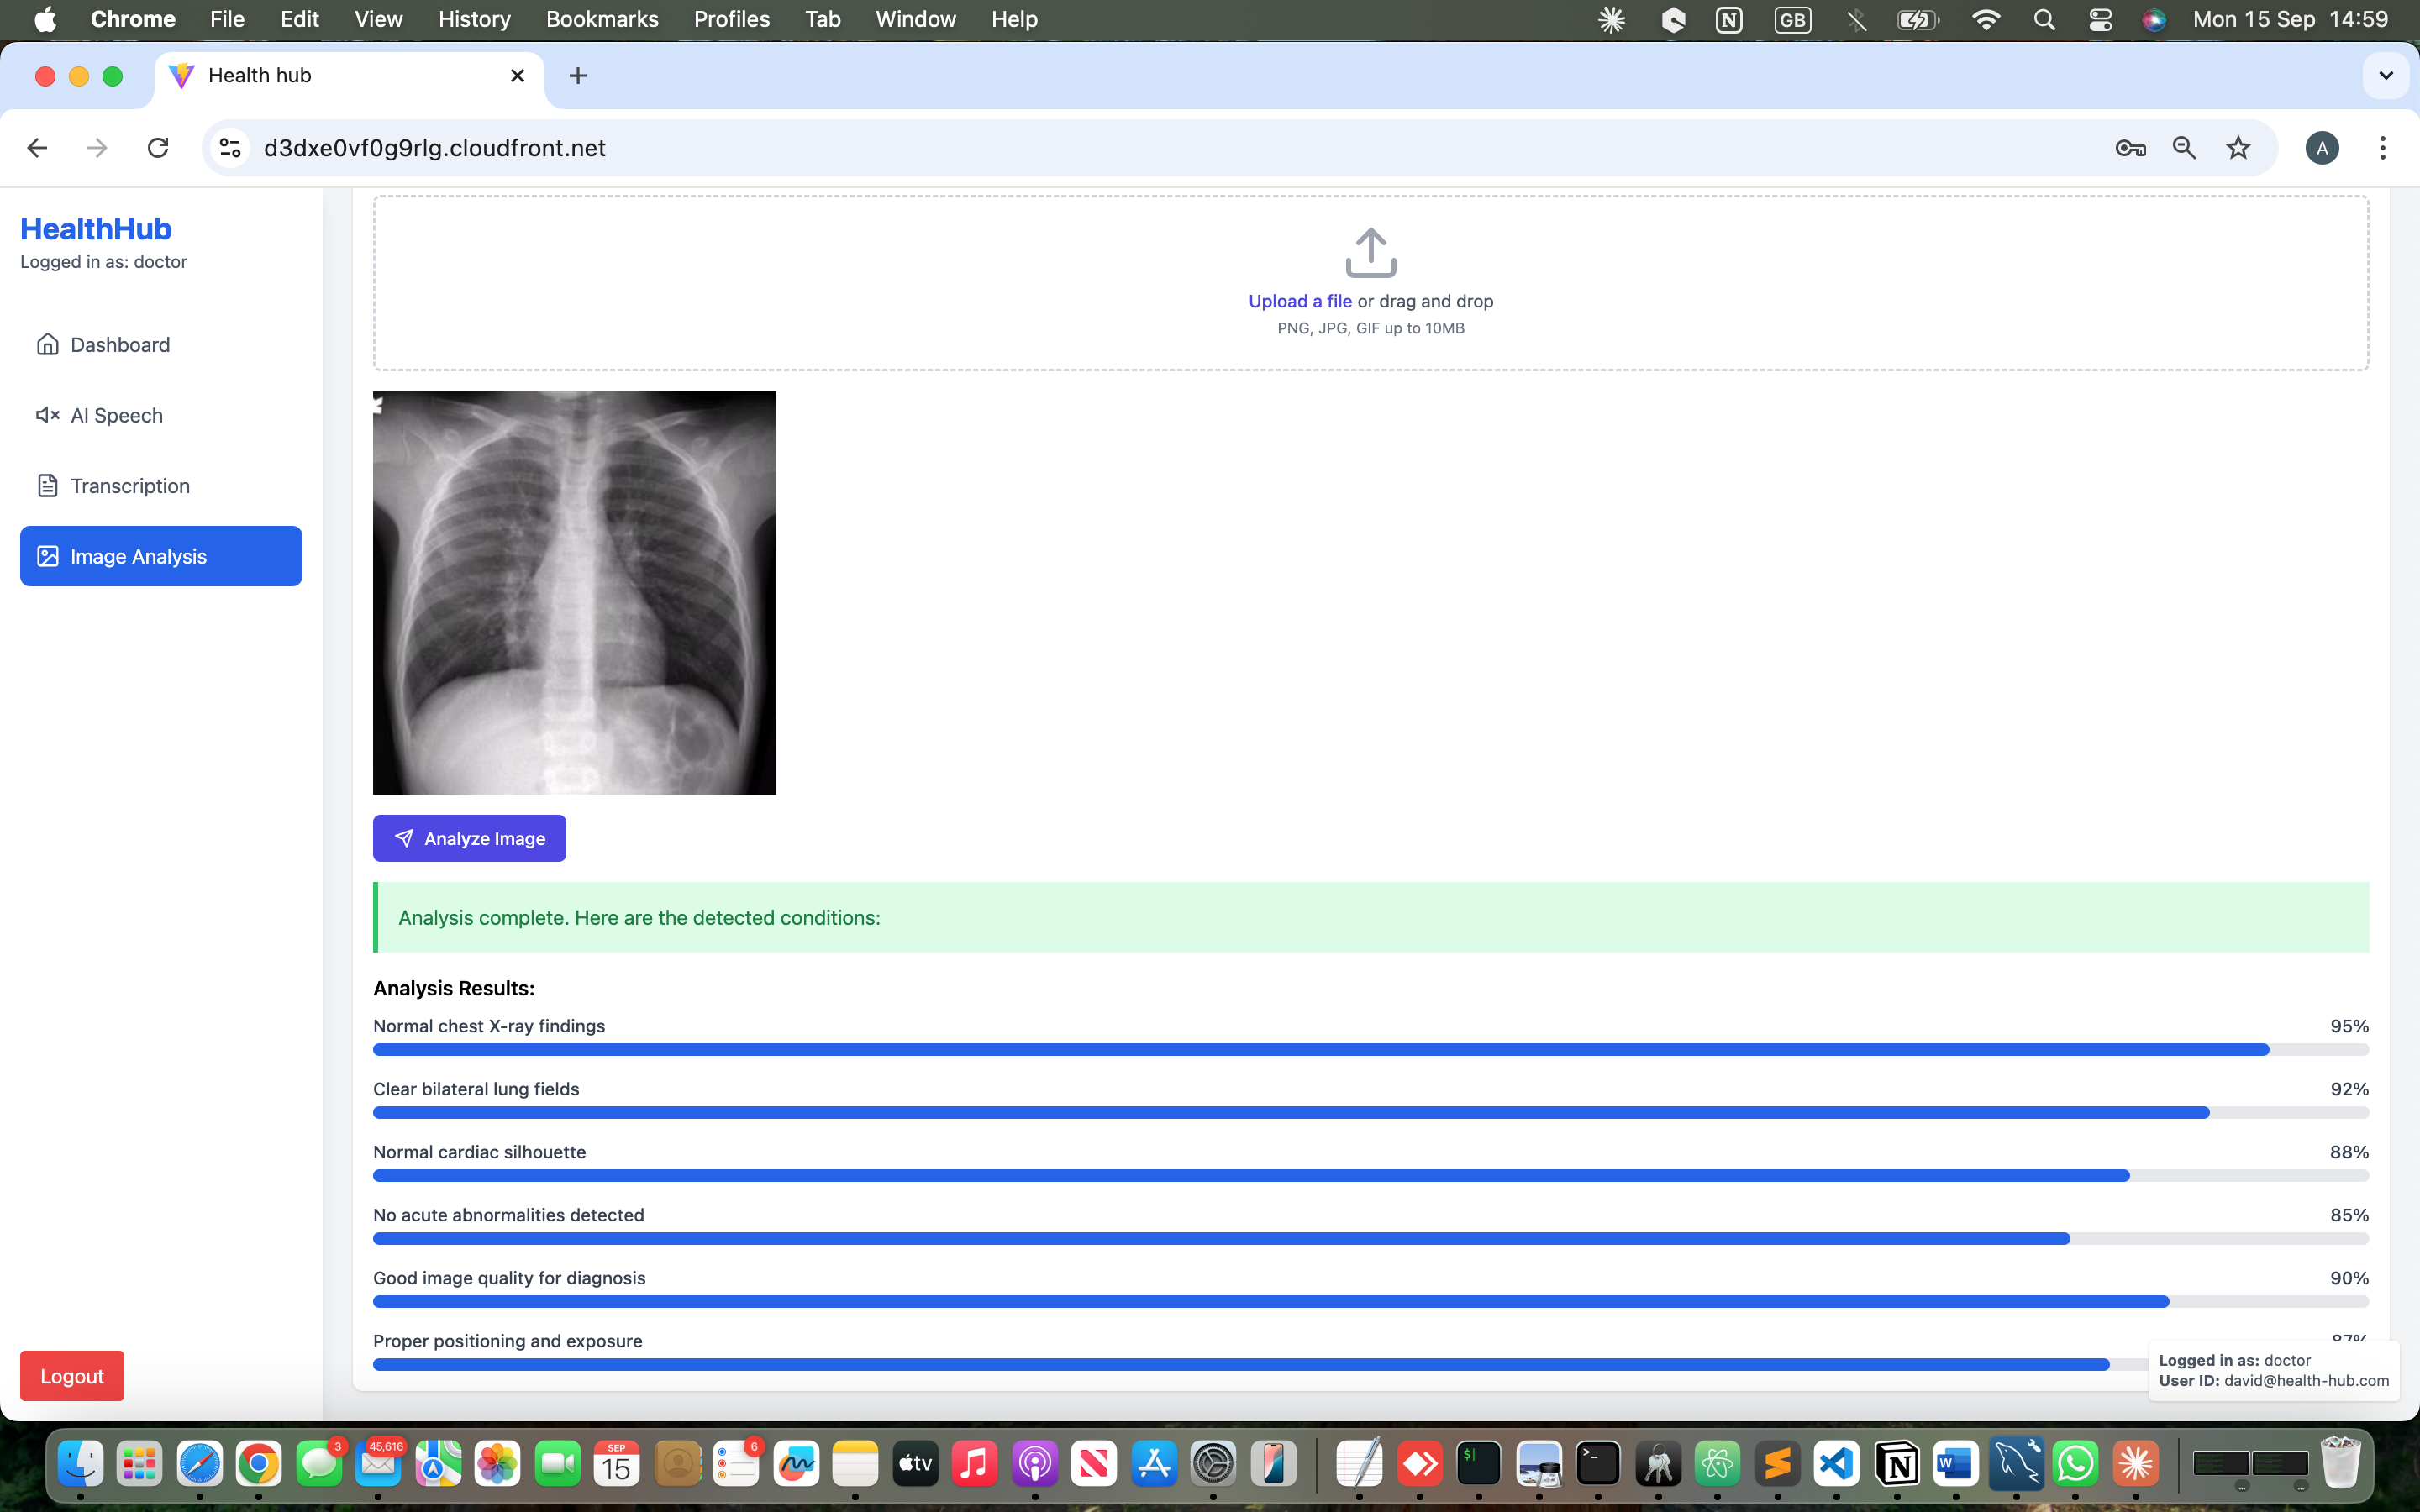 Chrome File Edit View History Bookmarks Profiles Tab Window Help GB Mon 15 Sep 14:59
Health hub
d3dxe0vf0g9rlg.cloudfront.net A
HealthHub
Logged in as: doctor
Dashboard
AI Speech
Transcription
Image Analysis
Logout
Upload a file or drag and drop
PNG, JPG, GIF up to 10MB
Analyze Image
Analysis complete. Here are the detected conditions:
Analysis Results:
Normal chest X-ray findings 95%
Clear bilateral lung fields 92%
Normal cardiac silhouette 88%
No acute abnormalities detected 85%
Good image quality for diagnosis 90%
Proper positioning and exposure 87%
Logged in as: doctor
User ID: david@health-hub.com
3 45,616 SEP 15 6 tv